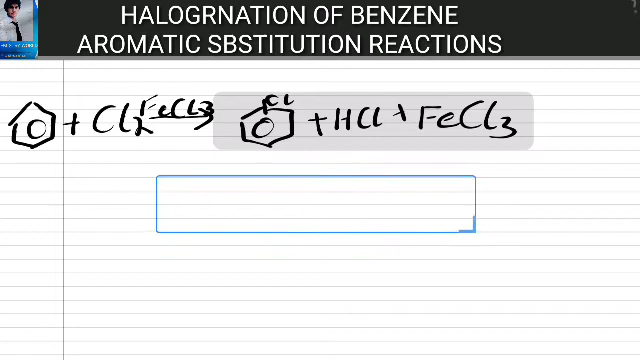 HALOGRNATION OF BENZENE
AROMATIC SBSTITUTION REACTIONS
+ Cl2 FeCl3 Cl + HCl + FeCl3